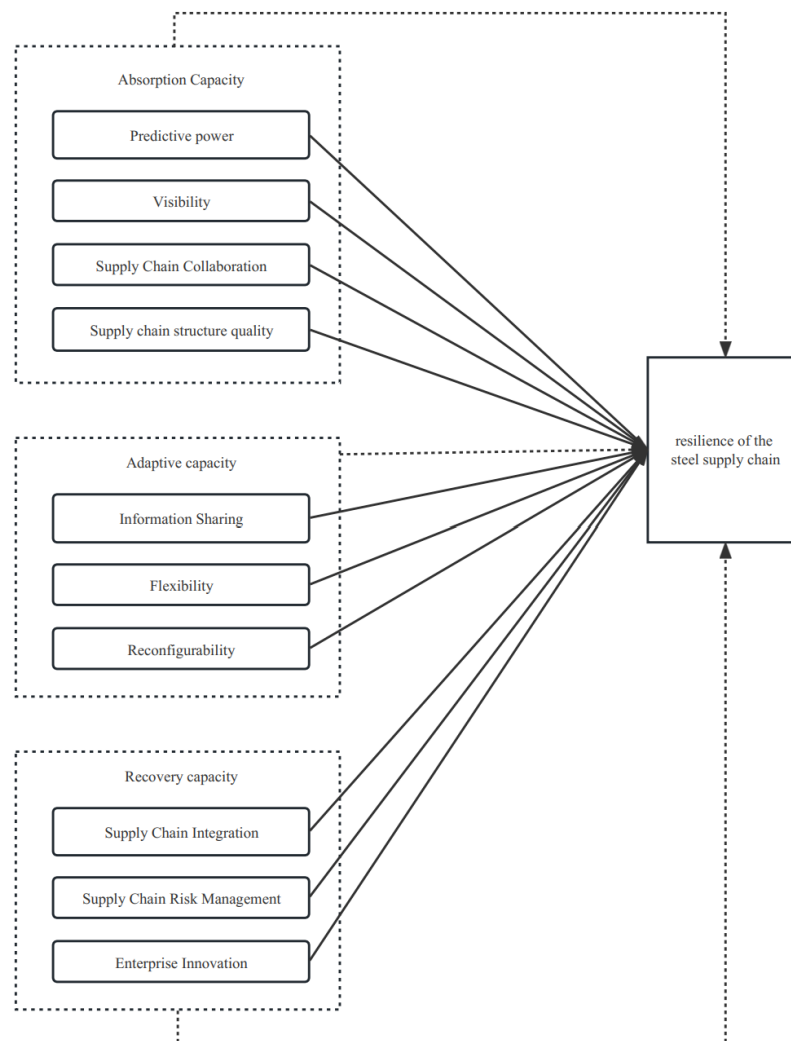 Absorption Capacity
Predictive power
Visibility
Supply Chain Collaboration
Supply chain structure quality
resilience of the
steel supply chain
Adaptive capacity
Information Sharing
Flexibility
Reconfigurability
Recovery capacity
Supply Chain Integration
Supply Chain Risk Management
Enterprise Innovation